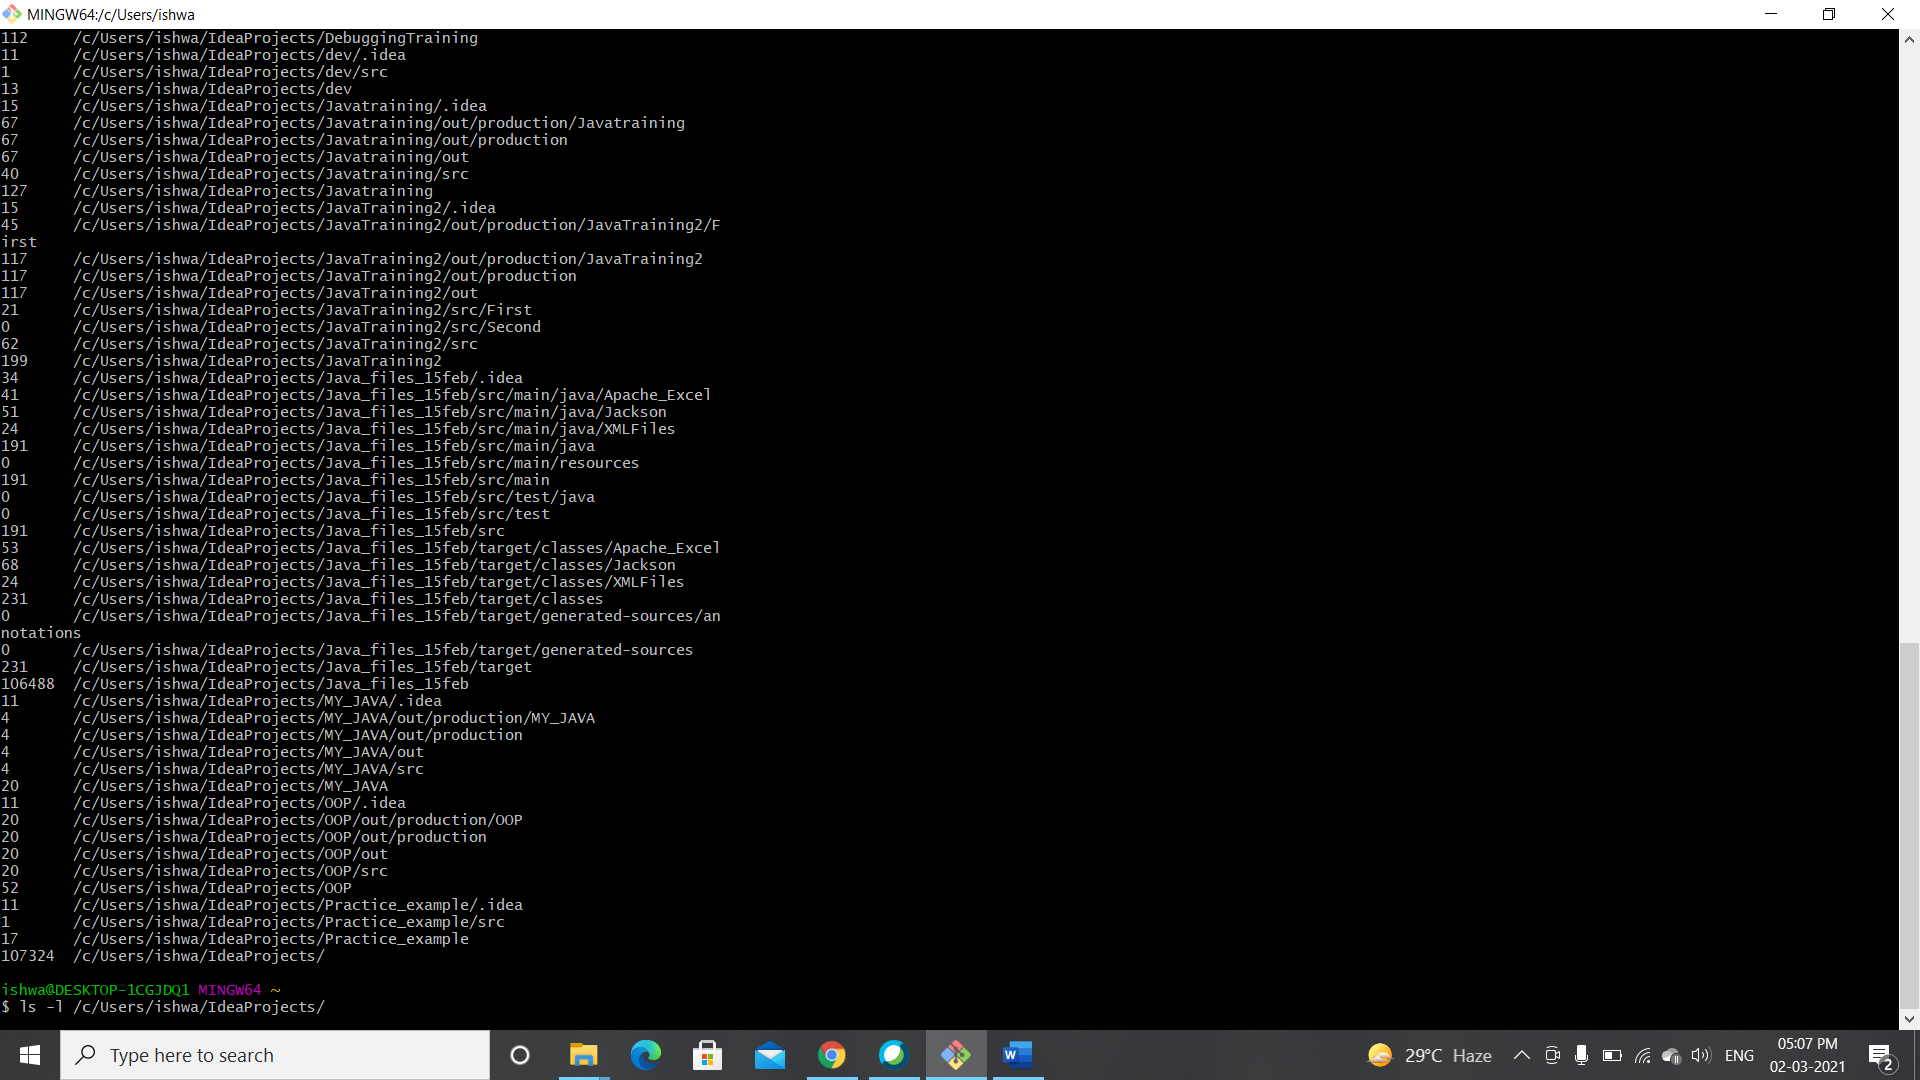 MINGW64:/c/Users/ishwa
112 /c/Users/ishwa/IdeaProjects/DebuggingTraining
11 /c/Users/ishwa/IdeaProjects/dev/.idea
1 /c/Users/ishwa/IdeaProjects/dev/src
13 /c/Users/ishwa/IdeaProjects/dev
15 /c/Users/ishwa/IdeaProjects/Javatraining/.idea
67 /c/Users/ishwa/IdeaProjects/Javatraining/out/production/Javatraining
67 /c/Users/ishwa/IdeaProjects/Javatraining/out/production
67 /c/Users/ishwa/IdeaProjects/Javatraining/out
40 /c/Users/ishwa/IdeaProjects/Javatraining/src
127 /c/Users/ishwa/IdeaProjects/Javatraining
15 /c/Users/ishwa/IdeaProjects/JavaTraining2/.idea
45 /c/Users/ishwa/IdeaProjects/JavaTraining2/out/production/JavaTraining2/F
irst
117 /c/Users/ishwa/IdeaProjects/JavaTraining2/out/production/JavaTraining2
117 /c/Users/ishwa/IdeaProjects/JavaTraining2/out/production
117 /c/Users/ishwa/IdeaProjects/JavaTraining2/out
21 /c/Users/ishwa/IdeaProjects/JavaTraining2/src/First
0 /c/Users/ishwa/IdeaProjects/JavaTraining2/src/Second
62 /c/Users/ishwa/IdeaProjects/JavaTraining2/src
199 /c/Users/ishwa/IdeaProjects/JavaTraining2
34 /c/Users/ishwa/IdeaProjects/Java_files_15feb/.idea
41 /c/Users/ishwa/IdeaProjects/Java_files_15feb/src/main/java/Apache_Excel
51 /c/Users/ishwa/IdeaProjects/Java_files_15feb/src/main/java/Jackson
24 /c/Users/ishwa/IdeaProjects/Java_files_15feb/src/main/java/XMLFiles
191 /c/Users/ishwa/IdeaProjects/Java_files_15feb/src/main/java
0 /c/Users/ishwa/IdeaProjects/Java_files_15feb/src/main/resources
191 /c/Users/ishwa/IdeaProjects/Java_files_15feb/src/main
0 /c/Users/ishwa/IdeaProjects/Java_files_15feb/src/test/java
0 /c/Users/ishwa/IdeaProjects/Java_files_15feb/src/test
191 /c/Users/ishwa/IdeaProjects/Java_files_15feb/src
53 /c/Users/ishwa/IdeaProjects/Java_files_15feb/target/classes/Apache_Excel
68 /c/Users/ishwa/IdeaProjects/Java_files_15feb/target/classes/Jackson
24 /c/Users/ishwa/IdeaProjects/Java_files_15feb/target/classes/XMLFiles
231 /c/Users/ishwa/IdeaProjects/Java_files_15feb/target/classes
0 /c/Users/ishwa/IdeaProjects/Java_files_15feb/target/generated-sources/an
notations
0 /c/Users/ishwa/IdeaProjects/Java_files_15feb/target/generated-sources
231 /c/Users/ishwa/IdeaProjects/Java_files_15feb/target
106488 /c/Users/ishwa/IdeaProjects/Java_files_15feb
11 /c/Users/ishwa/IdeaProjects/MY_JAVA/.idea
4 /c/Users/ishwa/IdeaProjects/MY_JAVA/out/production/MY_JAVA
4 /c/Users/ishwa/IdeaProjects/MY_JAVA/out/production
4 /c/Users/ishwa/IdeaProjects/MY_JAVA/out
4 /c/Users/ishwa/IdeaProjects/MY_JAVA/src
20 /c/Users/ishwa/IdeaProjects/MY_JAVA
11 /c/Users/ishwa/IdeaProjects/OOP/.idea
20 /c/Users/ishwa/IdeaProjects/OOP/out/production/OOP
20 /c/Users/ishwa/IdeaProjects/OOP/out/production
20 /c/Users/ishwa/IdeaProjects/OOP/out
20 /c/Users/ishwa/IdeaProjects/OOP/src
52 /c/Users/ishwa/IdeaProjects/OOP
11 /c/Users/ishwa/IdeaProjects/Practice_example/.idea
1 /c/Users/ishwa/IdeaProjects/Practice_example/src
17 /c/Users/ishwa/IdeaProjects/Practice_example
107324 /c/Users/ishwa/IdeaProjects/
ishwa@DESKTOP-1CGJDQ1 MINGW64 ~
$ ls -l /c/Users/ishwa/IdeaProjects/
Type here to search
W
29°C Haze
ENG
05:07 PM
02-03-2021
2